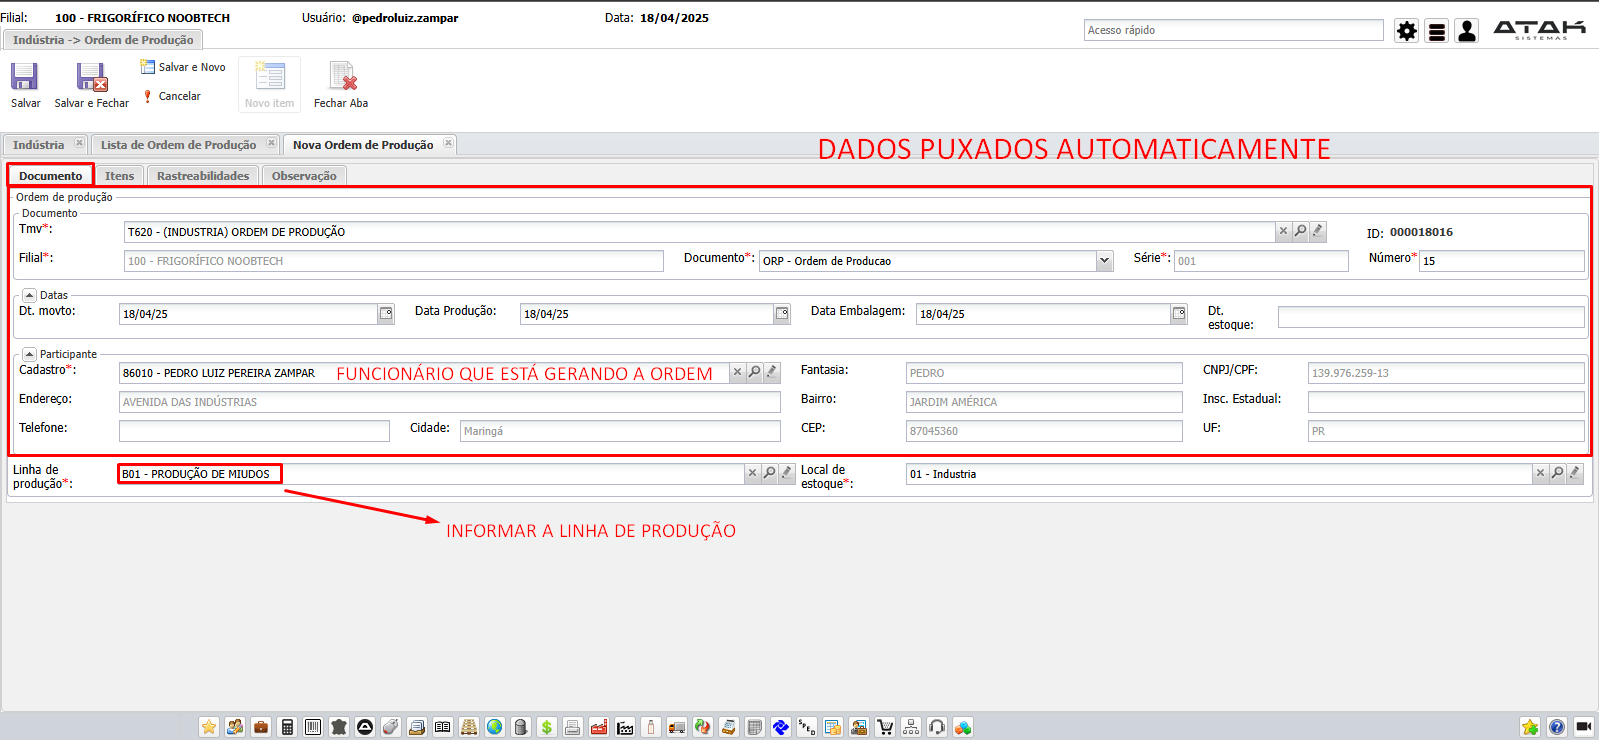 Filial: 100 - FRIGORÍFICO NOOBTECH Usuário: @pedroluiz.zampar Data: 18/04/2025
Acesso rápido
ATAK
SISTEMAS
Indústria -> Ordem de Produção
Salvar
Salvar e Fechar
Salvar e Novo
Cancelar
Novo item
Fechar Aba
Indústria
Lista de Ordem de Produção
Nova Ordem de Produção
DADOS PUXADOS AUTOMATICAMENTE
Documento
Itens
Rastreabilidades
Observação
Ordem de produção
Documento
Tmv*: T620 - (INDUSTRIA) ORDEM DE PRODUÇÃO ID: 000018016
Filial*: 100 - FRIGORÍFICO NOOBTECH Documento*: ORP - Ordem de Producao Série*: 001 Número* 15
Datas
Dt. movto: 18/04/25 Data Produção: 18/04/25 Data Embalagem: 18/04/25 Dt. estoque:
Participante
Cadastro*: 86010 - PEDRO LUIZ PEREIRA ZAMPAR FUNCIONÁRIO QUE ESTÁ GERANDO A ORDEM Fantasia: PEDRO CNPJ/CPF: 139.976.259-13
Endereço: AVENIDA DAS INDÚSTRIAS Bairro: JARDIM AMÉRICA Insc. Estadual:
Telefone: Cidade: Maringá CEP: 87045360 UF: PR
Linha de produção*: B01 - PRODUÇÃO DE MIUDOS Local de estoque*: 01 - Industria
INFORMAR A LINHA DE PRODUÇÃO
SPED